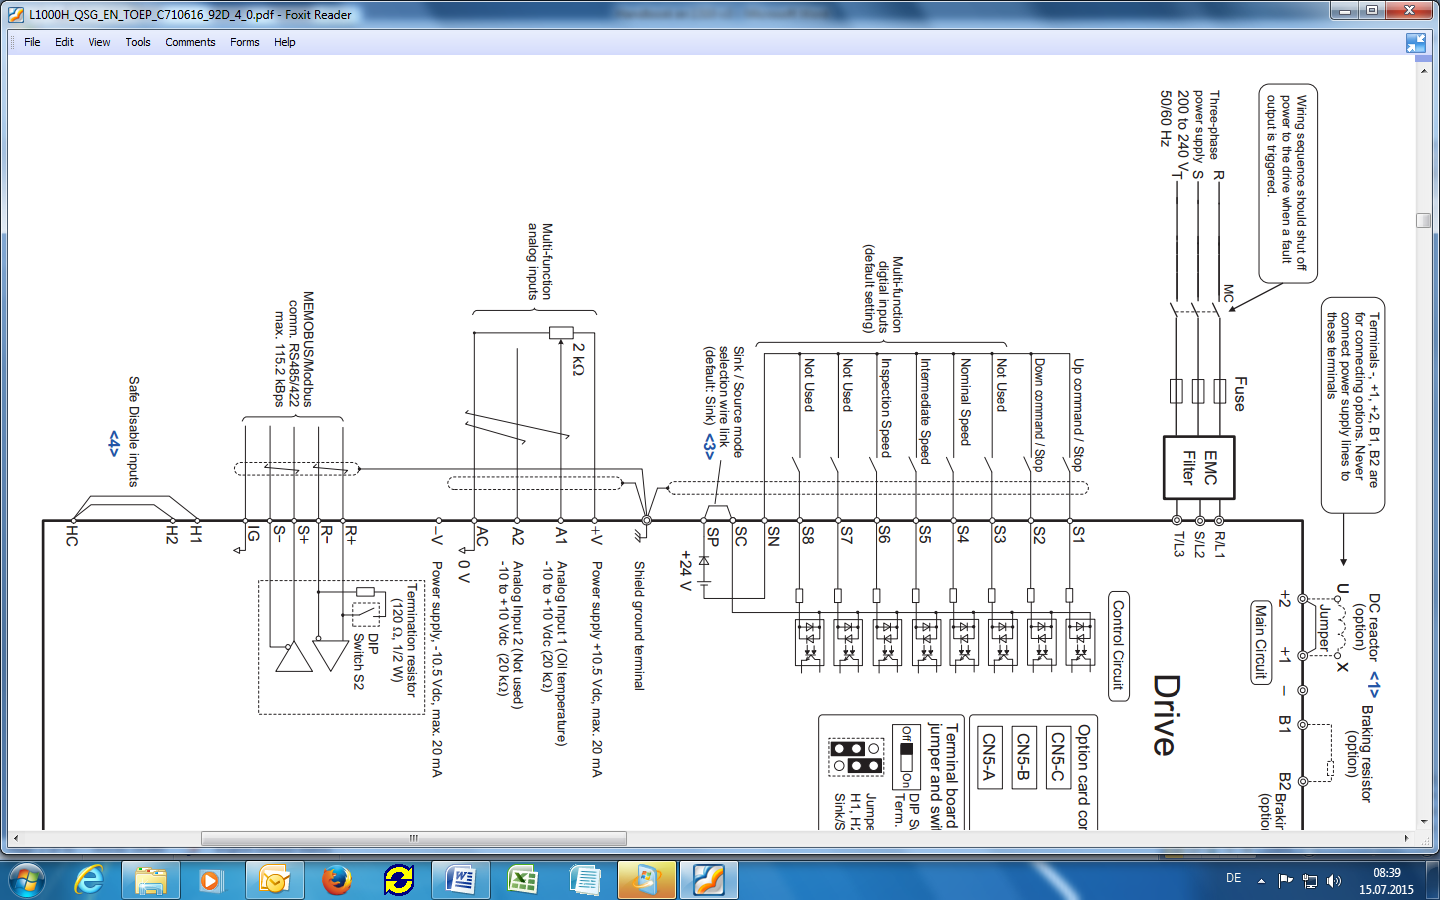 L1000H_QSG_EN_TOEP_C710616_92D_4_0.pdf - Foxit Reader
File Edit View Tools Comments Forms Help
Wiring sequence should shut off
power to the drive when a fault
output is triggered.
Terminals -, +1, +2, B1, B2 are
for connecting options. Never
connect power supply lines to
these terminals
Three-phase
power supply
200 to 240 V
50/60 Hz
R
S
T
MC
Fuse
EMC
Filter
R/L1
S/L2
T/L3
DC reactor
(option)
<1>
U
X
Jumper
+2
+1
–
B1
B2
Braking resistor
(option)
Main Circuit
Control Circuit
Drive
Multi-function
digtial inputs
(default setting)
Up command / Stop
Down command / Stop
Not Used
Nominal Speed
Intermediate Speed
Inspection Speed
Not Used
Not Used
S1
S2
S3
S4
S5
S6
S7
S8
SN
SC
SP
+24 V
Sink / Source mode
selection wire link
(default: Sink)
<3>
Option card cor
CN5-C
CN5-B
CN5-A
Terminal board
jumper and swi
Off
On
DIP S
Term.
Jumpe
H1, H2
Sink/S
Shield ground terminal
Multi-function
analog inputs
2 kΩ
+V
A1
A2
AC
–V
0 V
Power supply +10.5 Vdc, max. 20 mA
Analog Input 1 (Oil temperature)
-10 to +10 Vdc (20 kΩ)
Analog Input 2 (Not used)
-10 to +10 Vdc (20 kΩ)
Power supply, -10.5 Vdc, max. 20 mA
MEMOBUS/Modbus
comm. RS485/422
max. 115.2 kBps
R+
R–
S+
S–
IG
Termination resistor
(120 Ω, 1/2 W)
DIP
Switch S2
Safe Disable inputs
<4>
H1
H2
HC
DE
08:39
15.07.2015